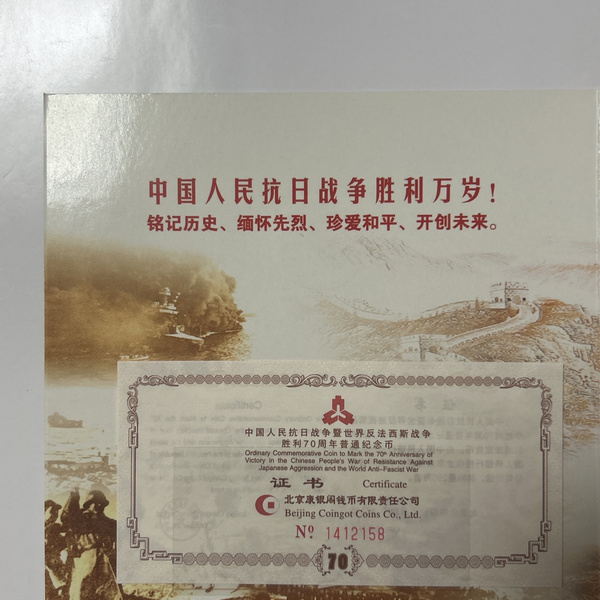 中国人民抗日战争胜利万岁!
铭记历史、缅怀先烈、珍爱和平、开创未来。
中国人民抗日战争暨世界反法西斯战争
胜利70周年普通纪念币
Ordinary Commemorative Coin to Mark the 70th Anniversary of
Victory in the Chinese People's War of Resistance Against
Japanese Aggression and the World Anti-Fascist War
证书 Certificate
北京康银阁钱币有限责任公司
Beijing Coingot Coins Co., Ltd.
No. 1412158
70